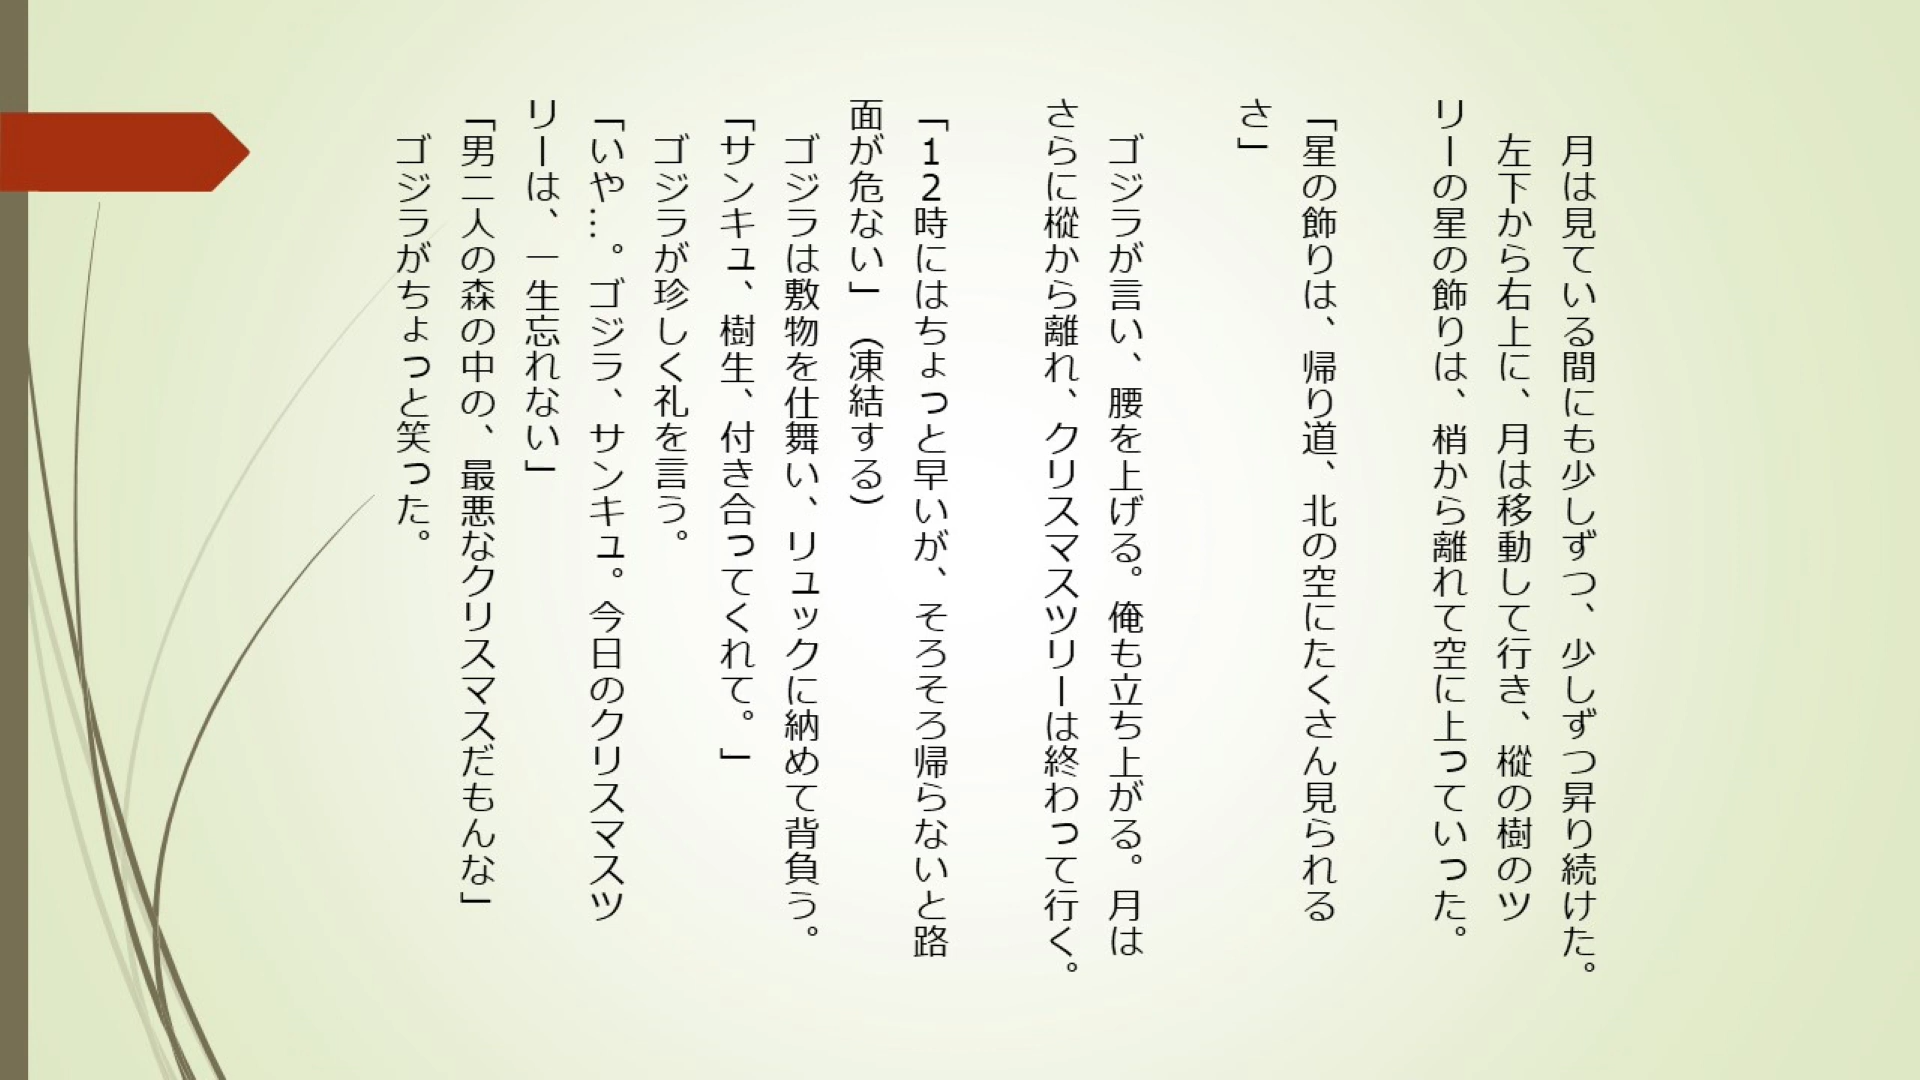 月は見ている間にも少しずつ、少しずつ昇り続けた。
左下から右上に、月は移動して行き、樅の樹のツ
リーの星の飾りは、梢から離れて空に上っていった。
「星の飾りは、帰り道、北の空にたくさん見られる
さ」
ゴジラが言い、腰を上げる。俺も立ち上がる。月は
さらに樅から離れ、クリスマスツリーは終わって行く。
「12時にはちょっと早いが、そろそろ帰らないと路
面が危ない」（凍結する）
ゴジラは敷物を仕舞い、リュックに納めて背負う。
「サンキュ、樹生、付き合ってくれて。」
ゴジラが珍しく礼を言う。
「いや…。ゴジラ、サンキュ。今日のクリスマスツ
リーは、一生忘れない」
「男二人の森の中の、最悪なクリスマスだもんな」
ゴジラがちょっと笑った。